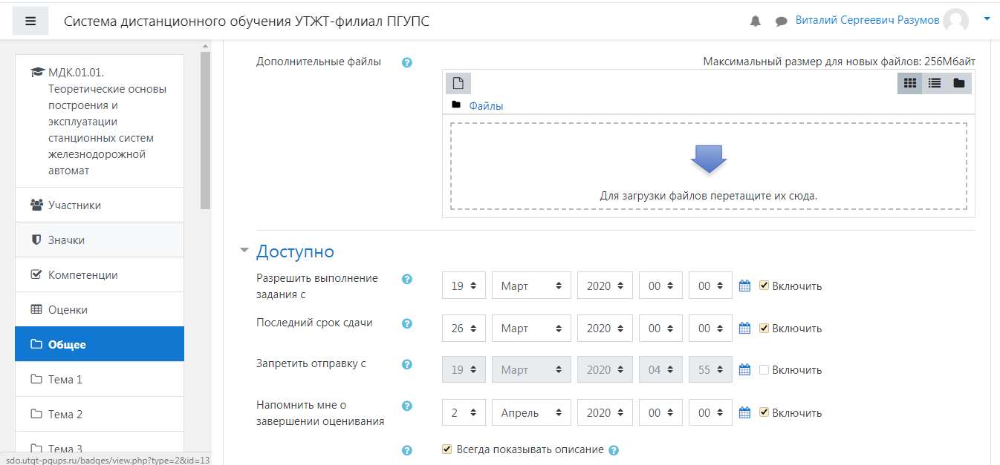 Система дистанционного обучения УТЖТ-филиал ПГУПС
Виталий Сергеевич Разумов
МДК.01.01.
Теоретические основы
построения и
эксплуатации
станционных систем
железнодорожной
автомат
Участники
Значки
Компетенции
Оценки
Общее
Тема 1
Тема 2
Тема 3
sdo.utgt-pgups.ru/badges/view.php?type=2&id=13
Дополнительные файлы
Максимальный размер для новых файлов: 256Мбайт
Файлы
Для загрузки файлов перетащите их сюда.
Доступно
Разрешить выполнение
задания с
19 Март 2020 00 00 Включить
Последний срок сдачи
26 Март 2020 00 00 Включить
Запретить отправку с
19 Март 2020 04 55 Включить
Напомнить мне о
завершении оценивания
2 Апрель 2020 00 00 Включить
Всегда показывать описание